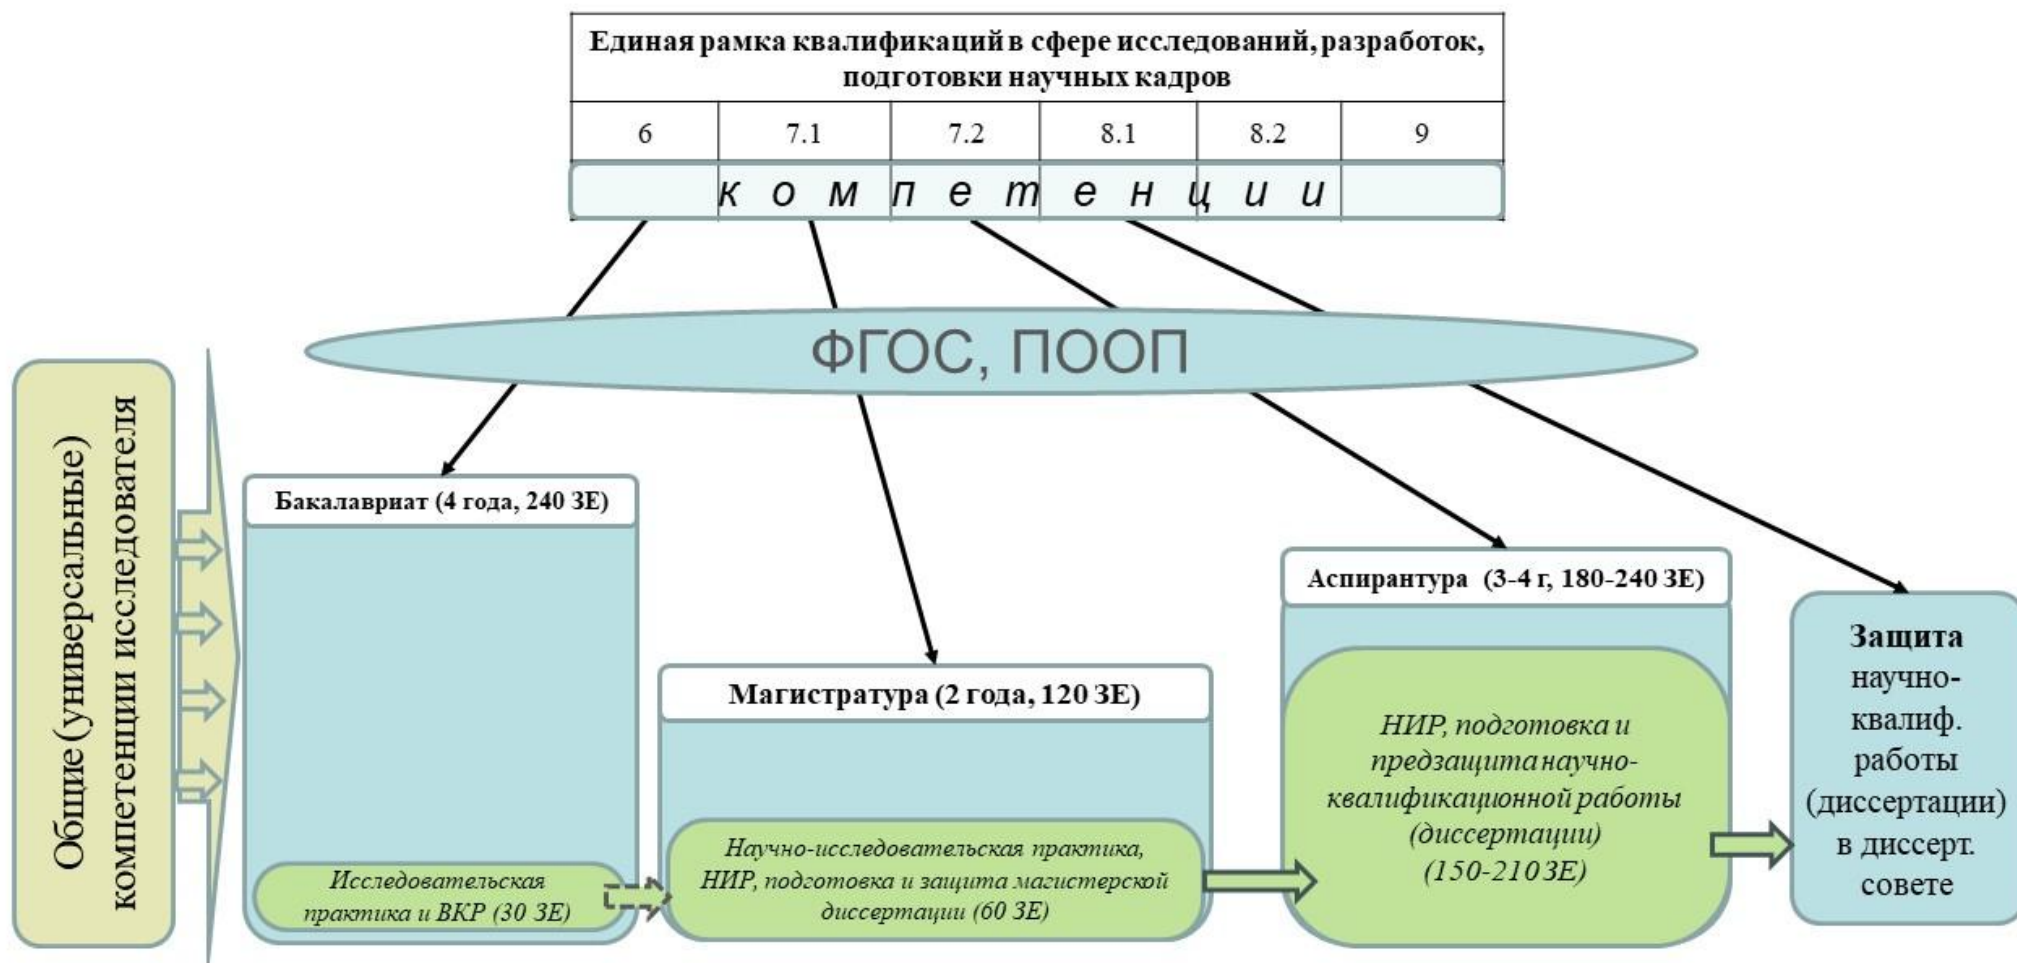 Единая рамка квалификаций в сфере исследований, разработок,
подготовки научных кадров
6 7.1 7.2 8.1 8.2 9
компетенции
ФГОС, ПООП
Общие (универсальные)
компетенции исследователя
Бакалавриат (4 года, 240 ЗЕ)
Исследовательская
практика и ВКР (30 ЗЕ)
Магистратура (2 года, 120 ЗЕ)
Научно-исследовательская практика,
НИР, подготовка и защита магистерской
диссертации (60 ЗЕ)
Аспирантура (3-4 г, 180-240 ЗЕ)
НИР, подготовка и
предзащита научно-
квалификационной работы
(диссертации)
(150-210 ЗЕ)
Защита
научно-
квалиф.
работы
(диссертации)
в диссерт.
совете